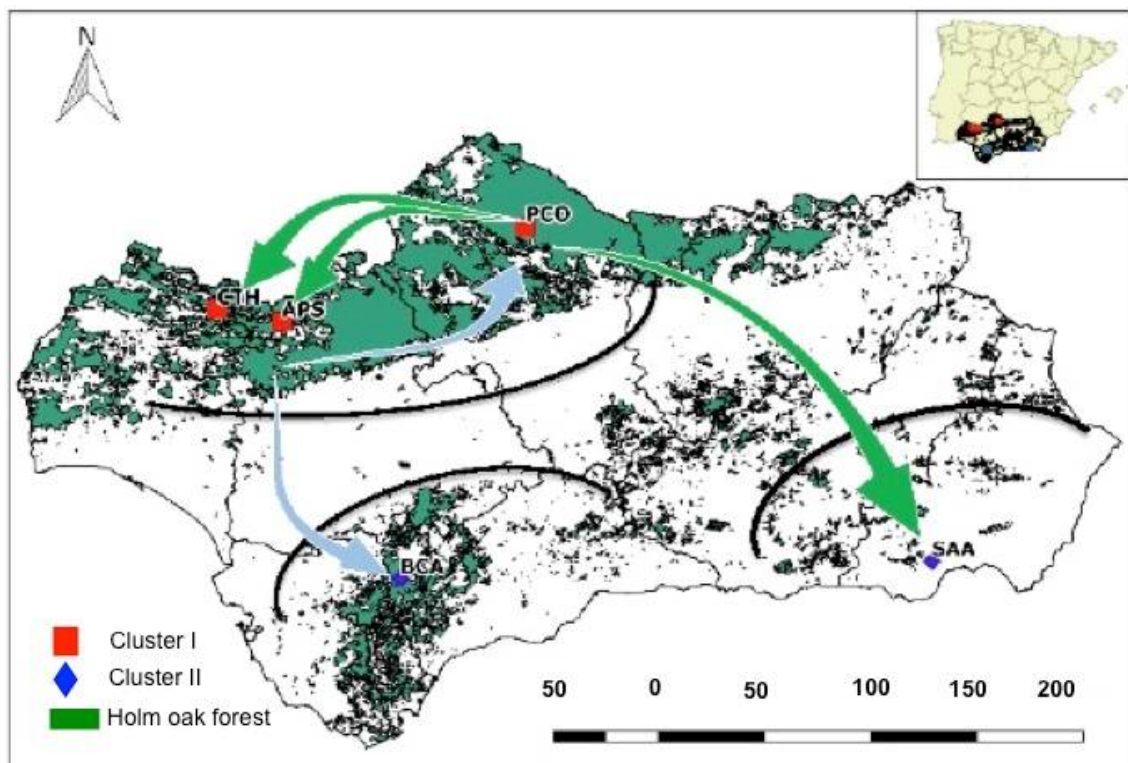 N
PCO
CTH
APS
BCA
SAA
Cluster I
Cluster II
Holm oak forest
50 0 50 100 150 200